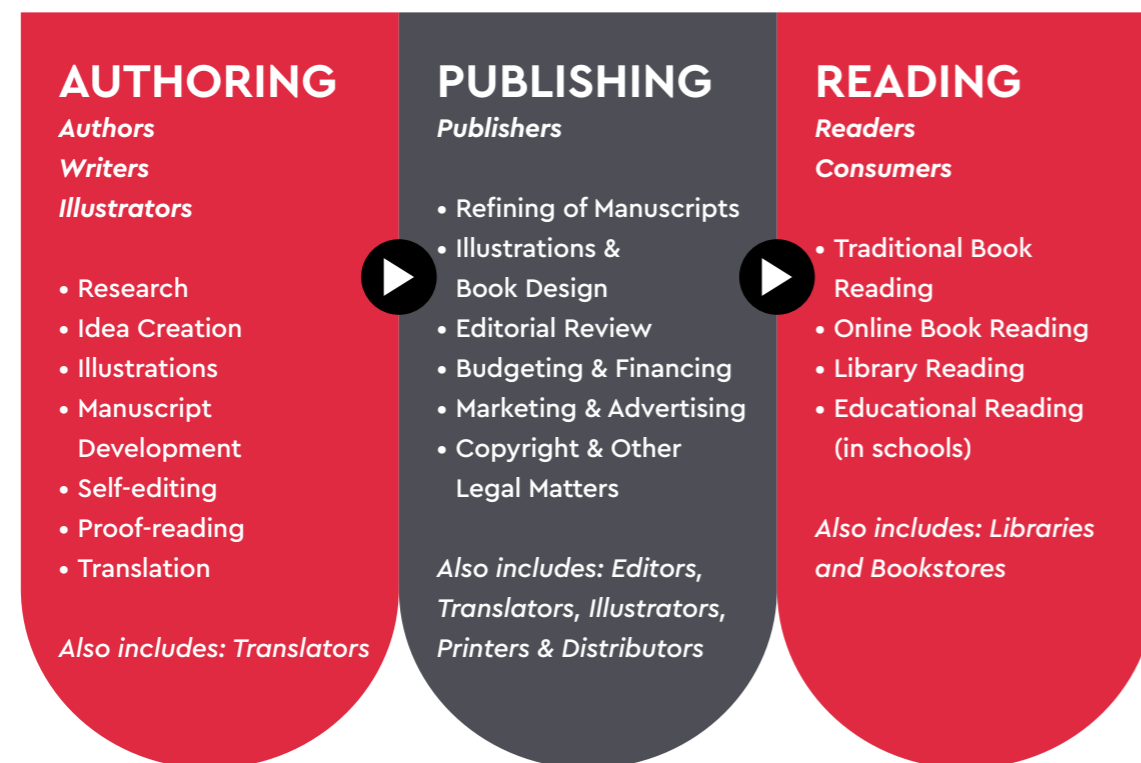 AUTHORING
Authors
Writers
Illustrators
• Research
• Idea Creation
• Illustrations
• Manuscript
Development
• Self-editing
• Proof-reading
• Translation
Also includes: Translators
PUBLISHING
Publishers
• Refining of Manuscripts
• Illustrations &
Book Design
• Editorial Review
• Budgeting & Financing
• Marketing & Advertising
• Copyright & Other
Legal Matters
Also includes: Editors,
Translators, Illustrators,
Printers & Distributors
READING
Readers
Consumers
• Traditional Book
Reading
• Online Book Reading
• Library Reading
• Educational Reading
(in schools)
Also includes: Libraries
and Bookstores